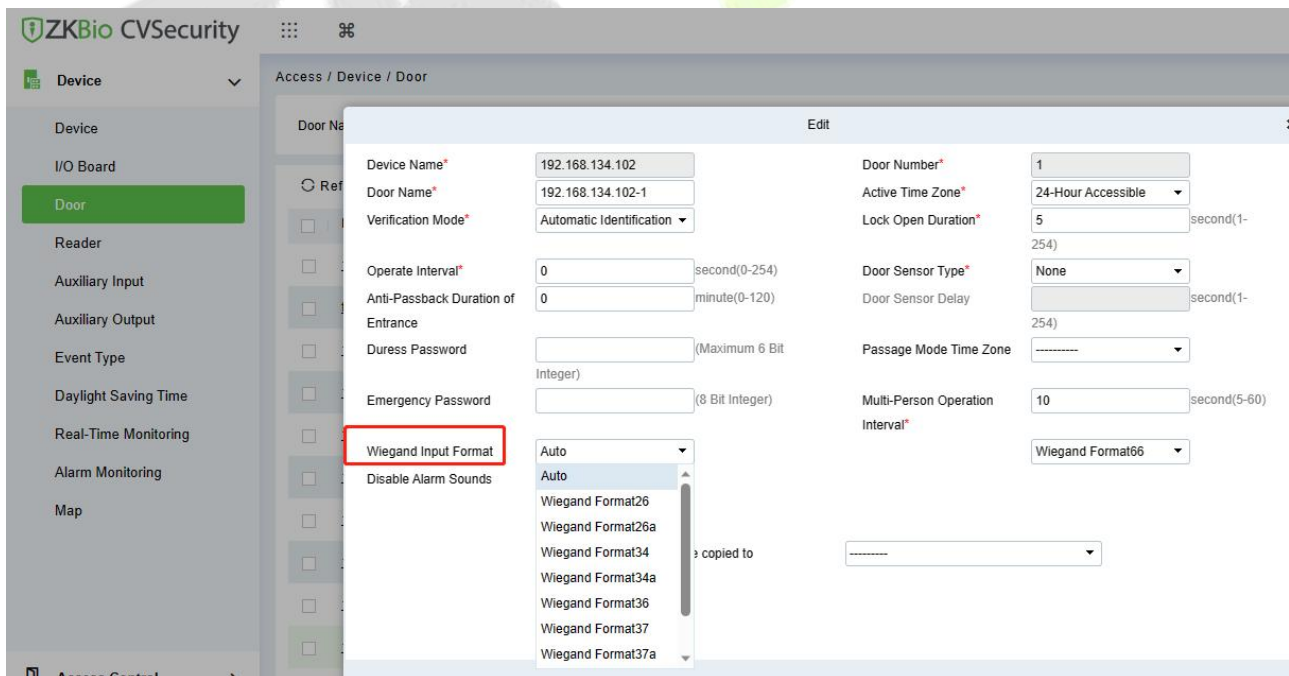 ZKBio CVSecurity
Device
Access / Device / Door
Device
Door Na
Edit
I/O Board
Device Name* 192.168.134.102 Door Number* 1
Ref
Door
Door Name* 192.168.134.102-1 Active Time Zone* 24-Hour Accessible
Verification Mode* Automatic Identification Lock Open Duration* 5 second(1-
254)
Reader
Operate Interval* 0 second(0-254) Door Sensor Type* None
Auxiliary Input
Anti-Passback Duration of 0 minute(0-120) Door Sensor Delay second(1-
Entrance 254)
Auxiliary Output
Duress Password (Maximum 6 Bit Passage Mode Time Zone ----------
Integer)
Event Type
Daylight Saving Time
Emergency Password (8 Bit Integer) Multi-Person Operation 10 second(5-60)
Interval*
Real-Time Monitoring
Wiegand Input Format Auto Wiegand Format66
Alarm Monitoring
Disable Alarm Sounds Auto
Wiegand Format26
Map
Wiegand Format26a
Wiegand Format34 copied to ---------
Wiegand Format34a
Wiegand Format36
Wiegand Format37
Wiegand Format37a